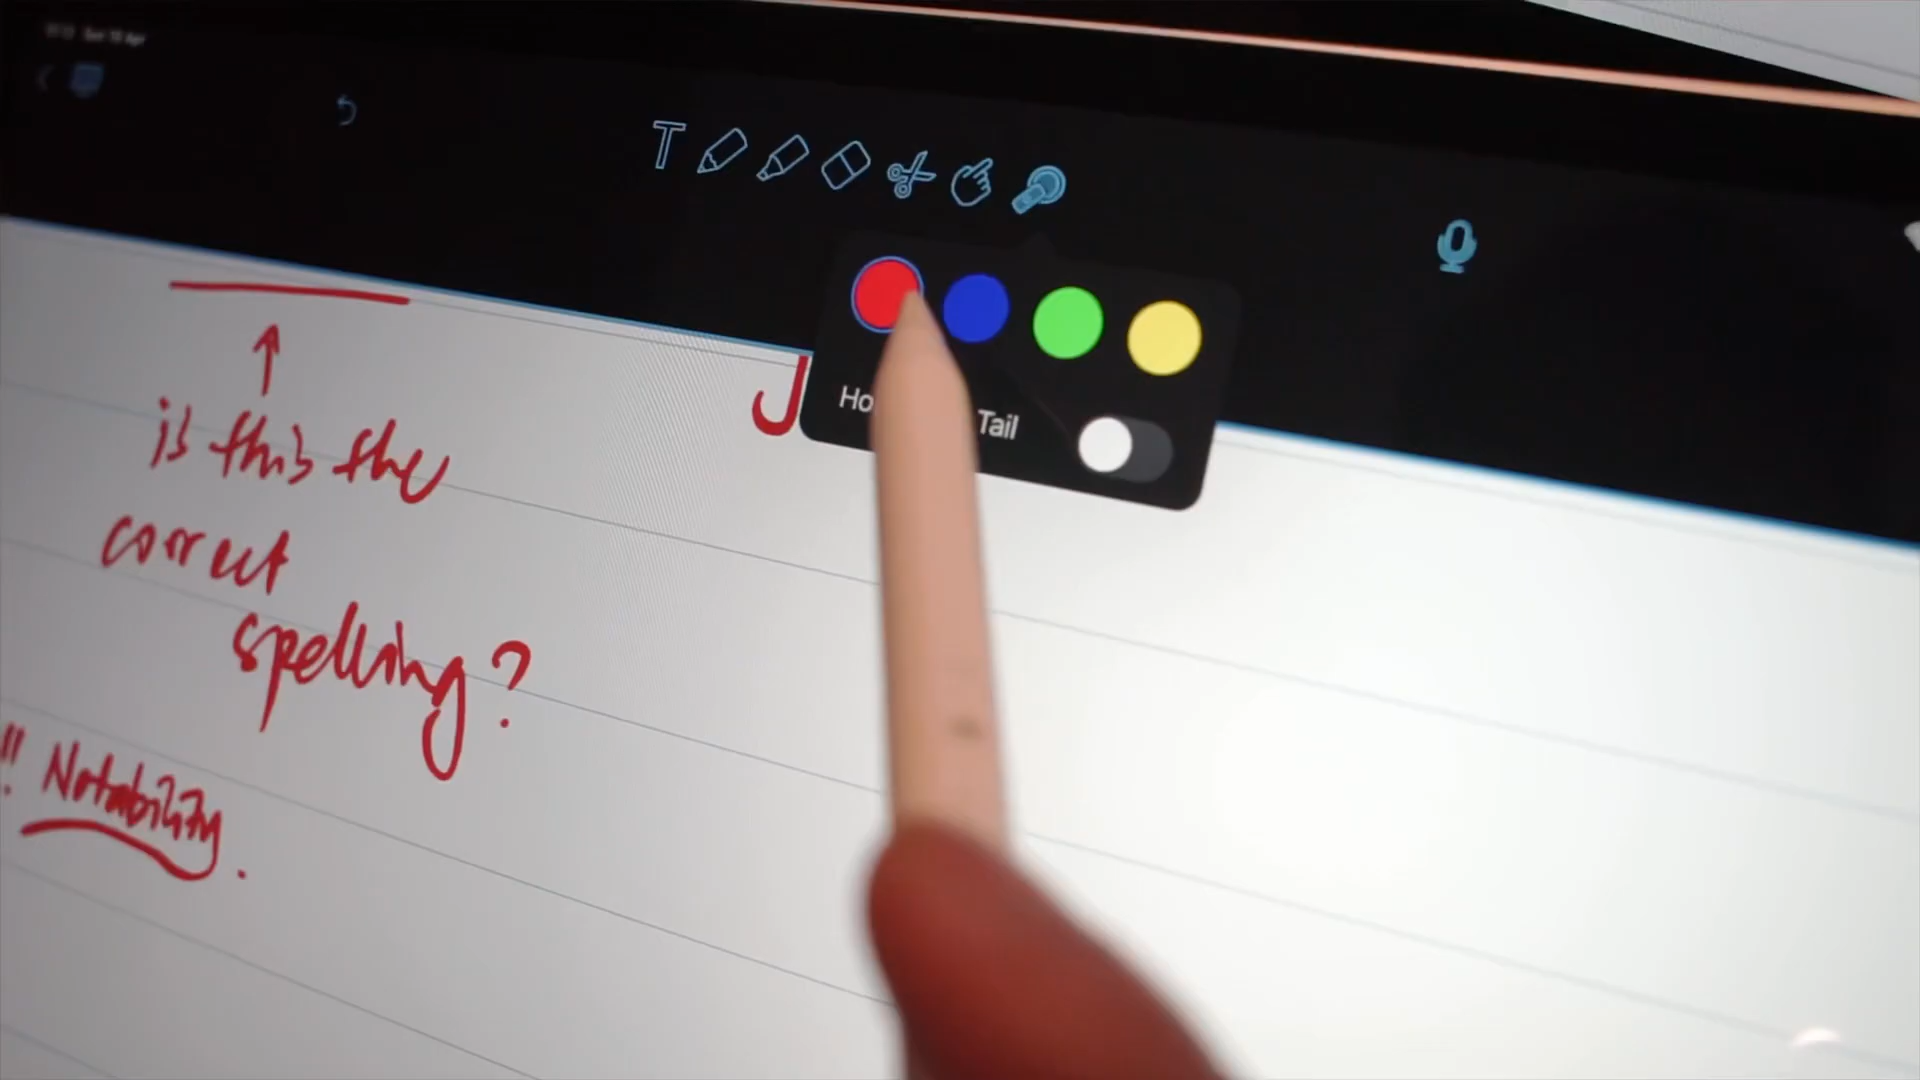 T
J
Tail
is this the
correct
spelling?
!! Notability.